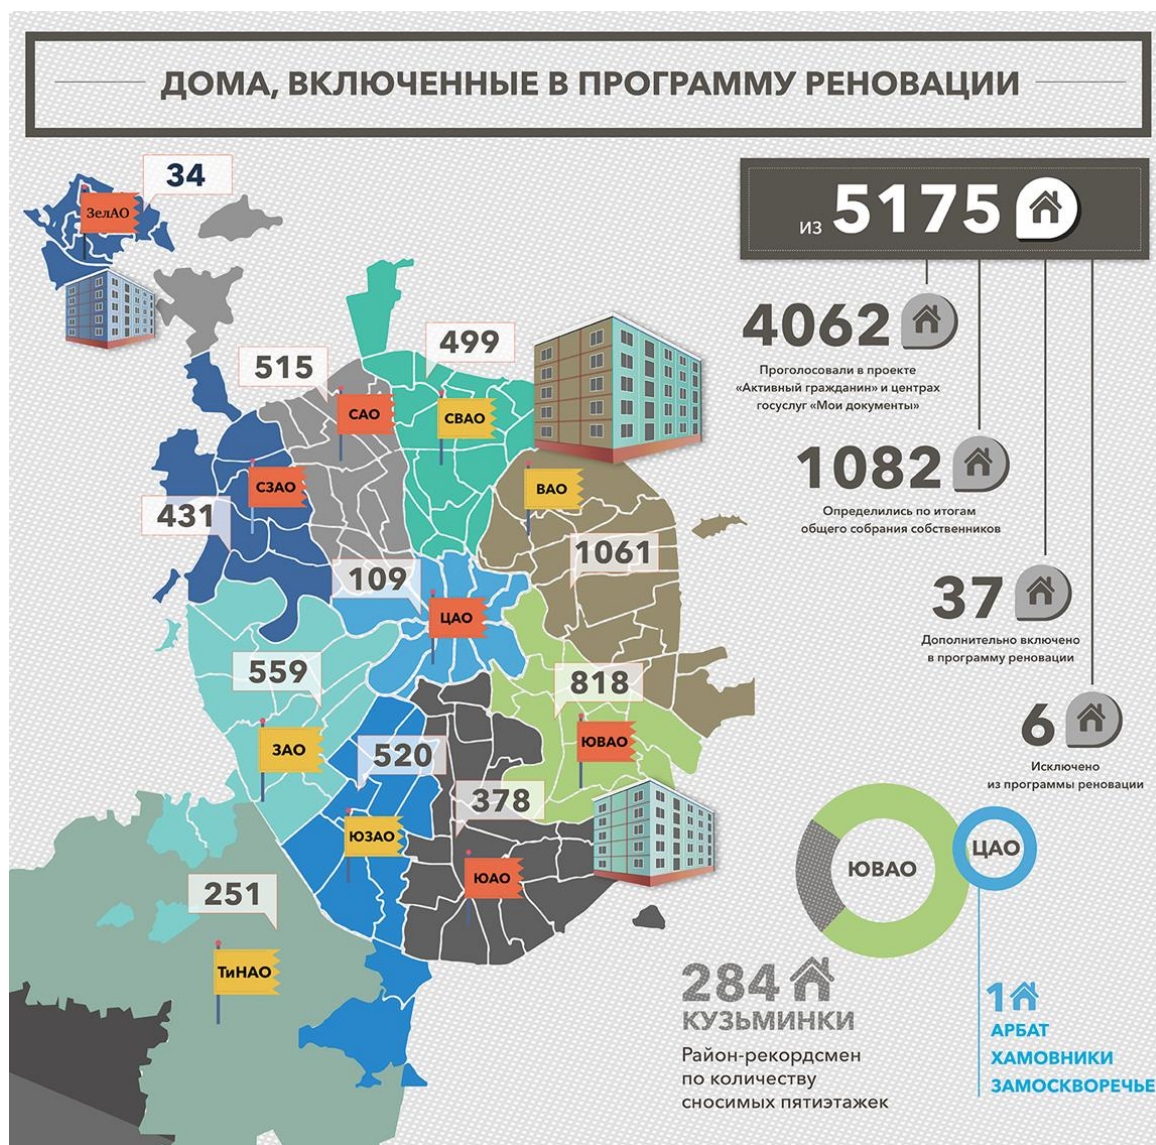 ДОМА, ВКЛЮЧЕННЫЕ В ПРОГРАММУ РЕНОВАЦИИ
34
ЗелАО
из 5175
4062
Проголосовали в проекте
«Активный гражданин» и центрах
госуслуг «Мои документы»
499
515
САО
СВАО
1082
Определились по итогам
общего собрания собственников
СЗАО
431
ВАО
1061
109
ЦАО
37
Дополнительно включено
в программу реновации
559
ЗАО
818
ЮВАО
6
Исключено
из программы реновации
520
ЮЗАО
378
ЮАО
251
ТиНАО
ЮВАО
ЦАО
284
КУЗЬМИНКИ
Район-рекордсмен
по количеству
сносимых пятиэтажек
1
АРБАТ
ХАМОВНИКИ
ЗАМОСКВОРЕЧЬЕ